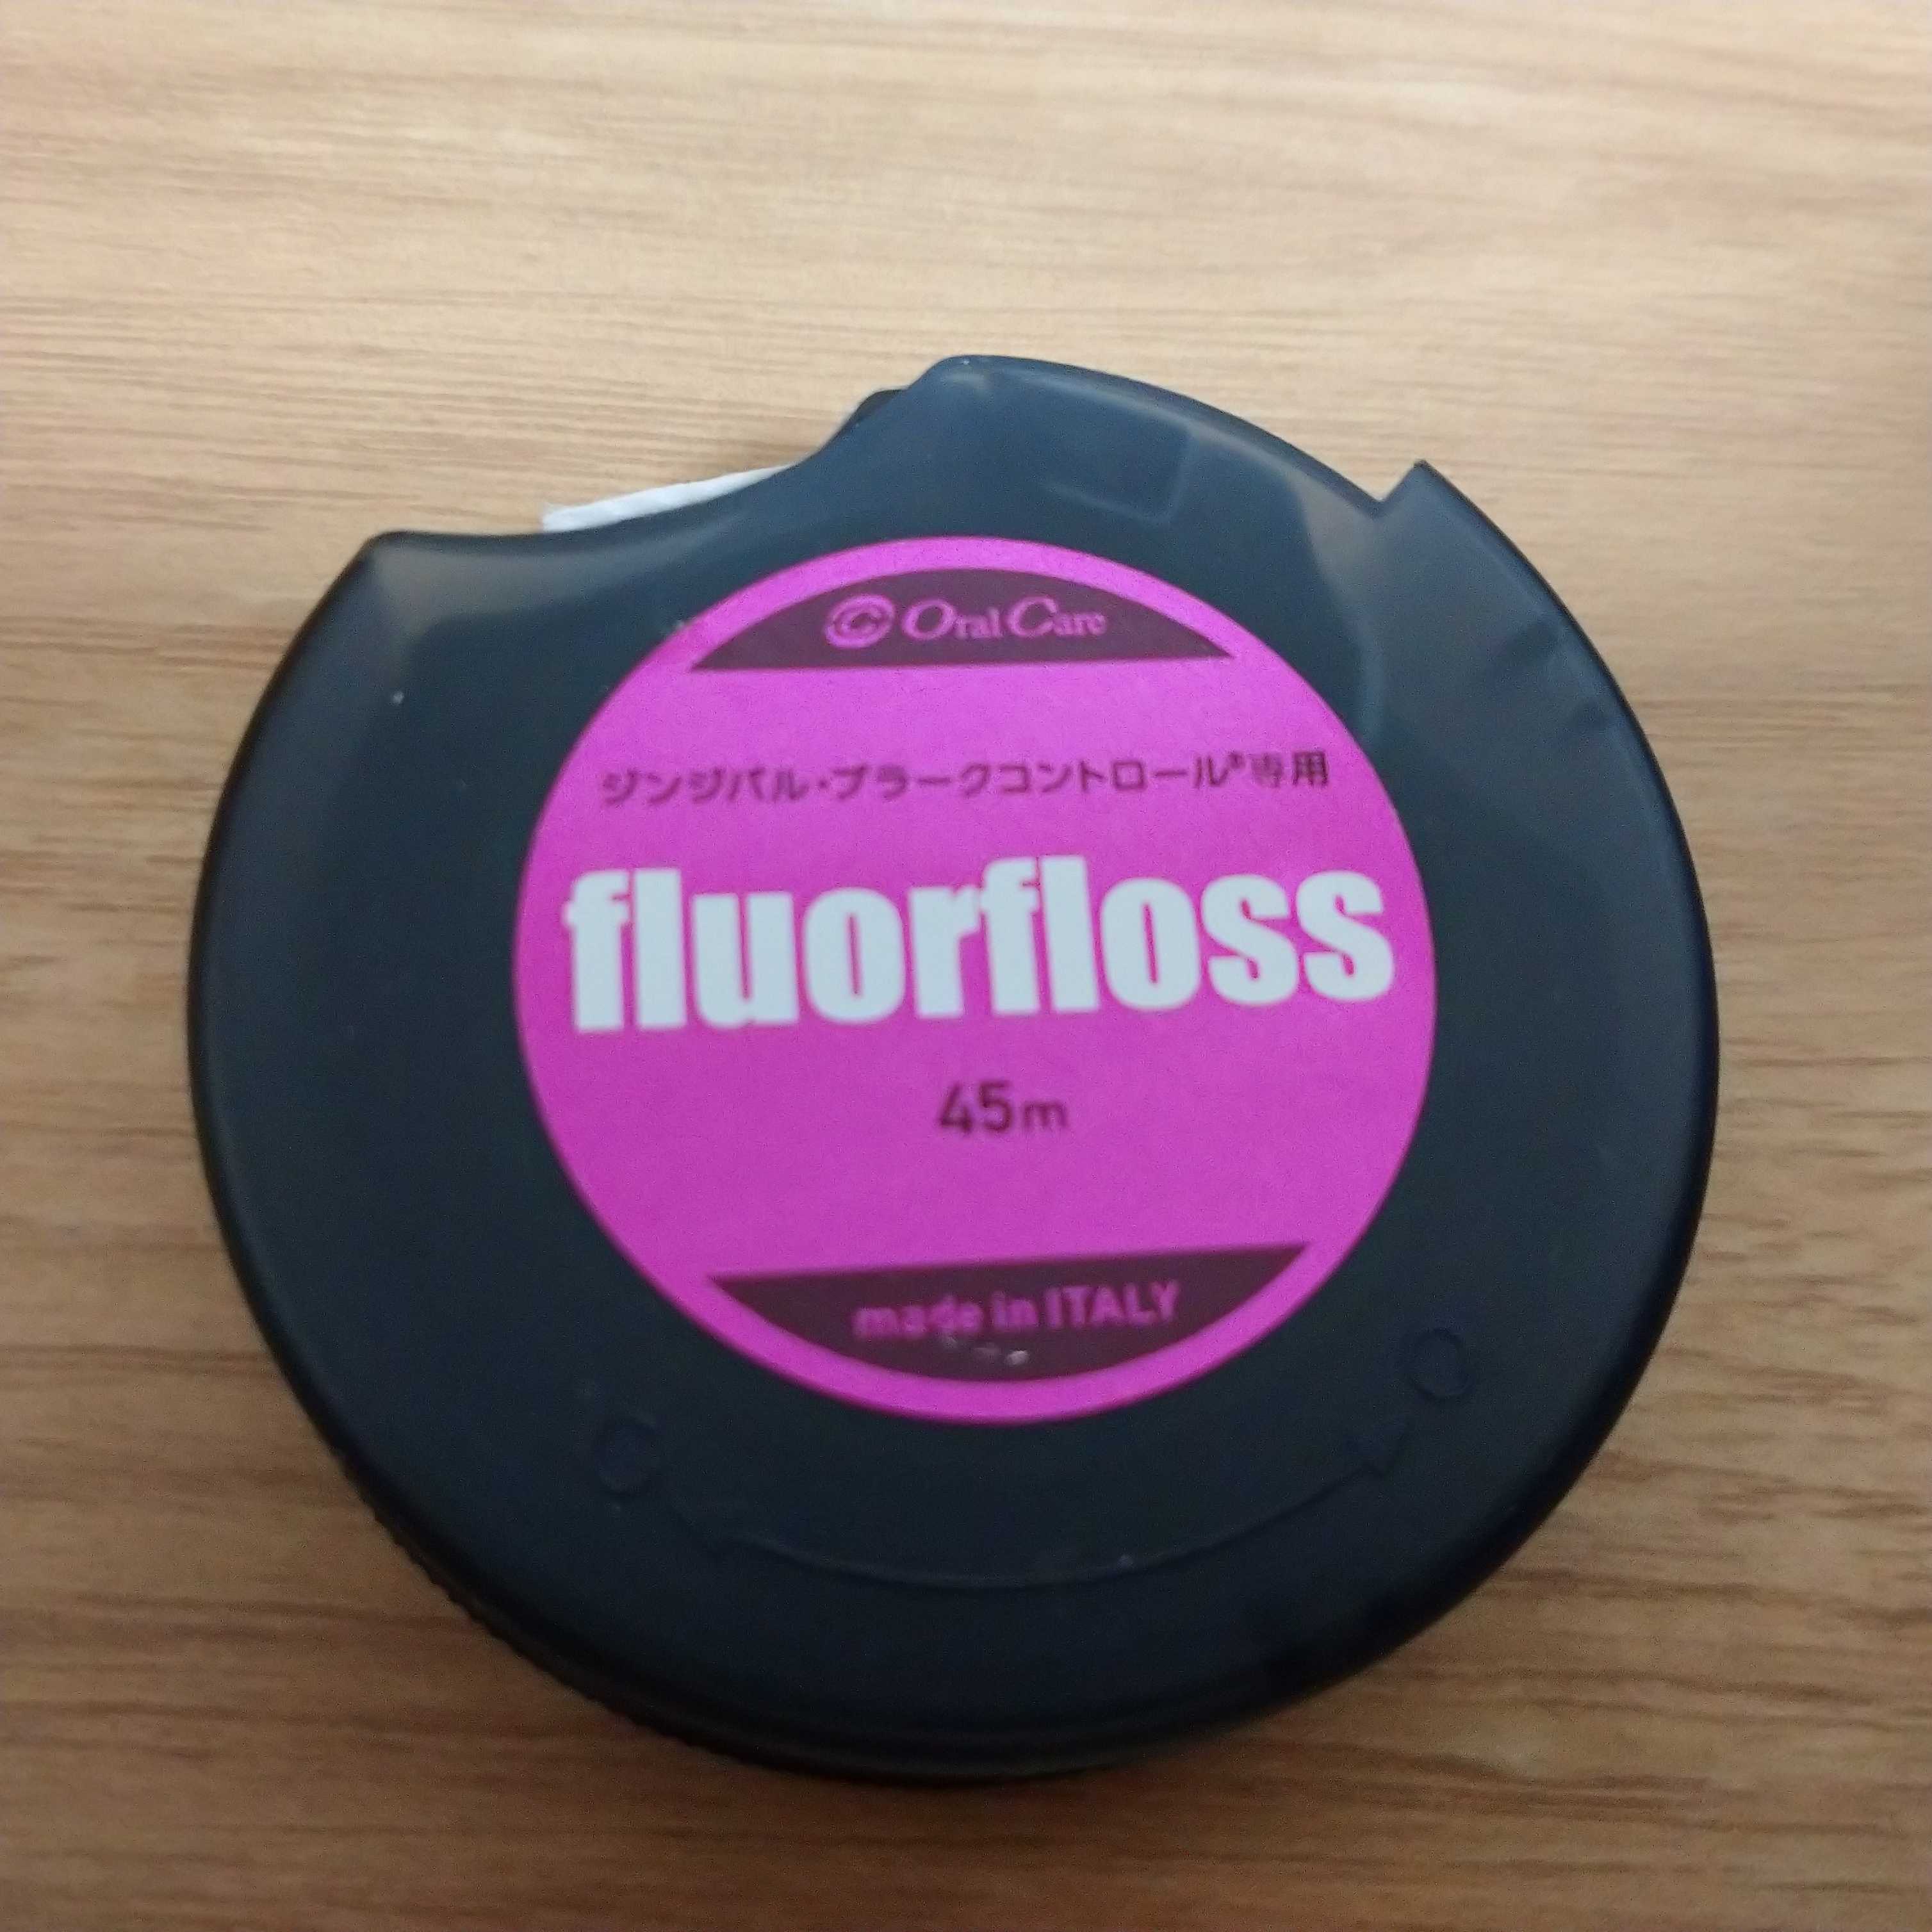 © Oral Care
ジンジバル・プラークコントロール®専用
fluorfloss
45m
made in ITALY